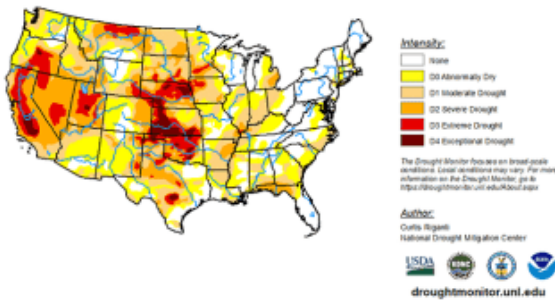 Intensity:
None
D0 Abnormally Dry
D1 Moderate Drought
D2 Severe Drought
D3 Extreme Drought
D4 Exceptional Drought
The Drought Monitor focuses on broad-scale
conditions. Local conditions may vary. For more
information on the Drought Monitor, go to
https://droughtmonitor.unl.edu/About.aspx
Author:
Curtis Riganti
National Drought Mitigation Center
USDA
NDMC
droughtmonitor.unl.edu